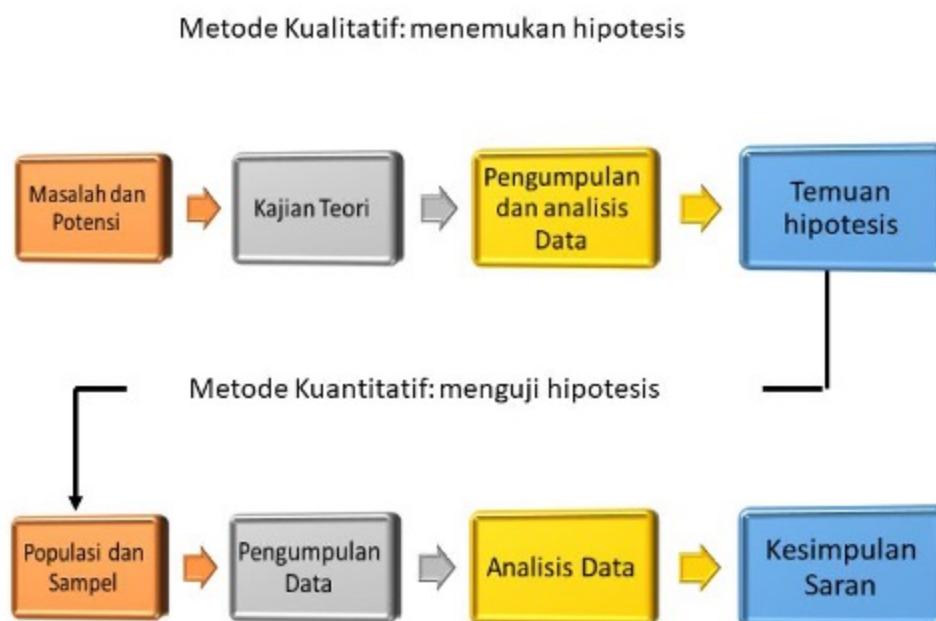 Metode Kualitatif: menemukan hipotesis
Masalah dan
Potensi
Kajian Teori
Pengumpulan
dan analisis
Data
Temuan
hipotesis
Metode Kuantitatif: menguji hipotesis
Populasi dan
Sampel
Pengumpulan
Data
Analisis Data
Kesimpulan
Saran